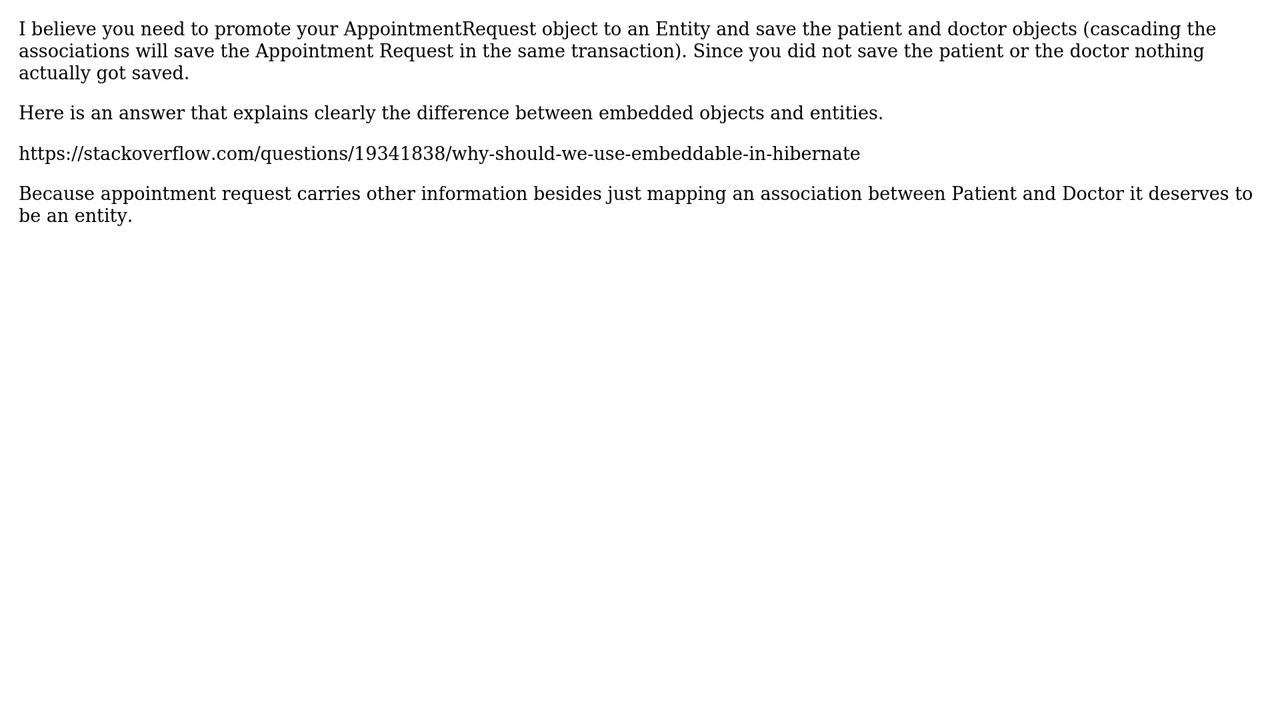 I believe you need to promote your AppointmentRequest object to an Entity and save the patient and doctor objects (cascading the
associations will save the Appointment Request in the same transaction). Since you did not save the patient or the doctor nothing
actually got saved.
Here is an answer that explains clearly the difference between embedded objects and entities.
https://stackoverflow.com/questions/19341838/why-should-we-use-embeddable-in-hibernate
Because appointment request carries other information besides just mapping an association between Patient and Doctor it deserves to
be an entity.